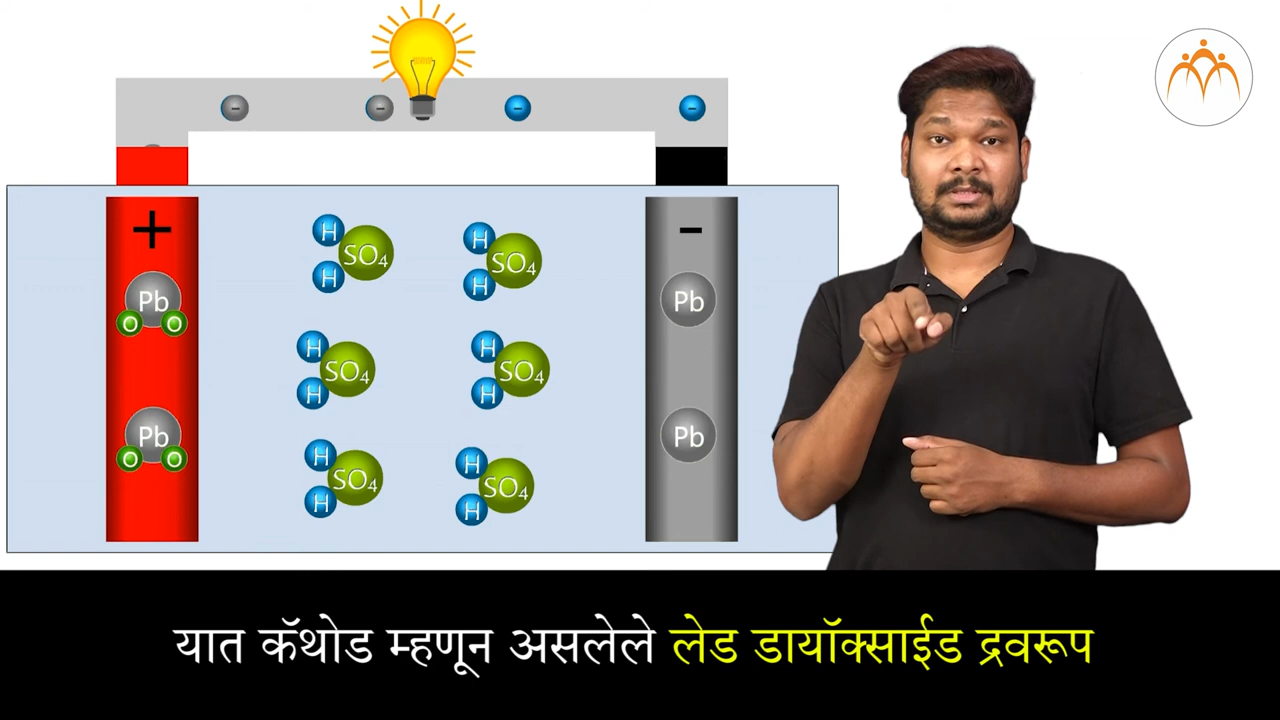 - - - -
+ -
H SO₄ H
H SO₄ H
Pb O O
Pb
H SO₄ H
H SO₄ H
Pb O O
Pb
H SO₄ H
H SO₄ H
यात कॅथोड म्हणून असलेले लेड डायॉक्साईड द्रवरूप